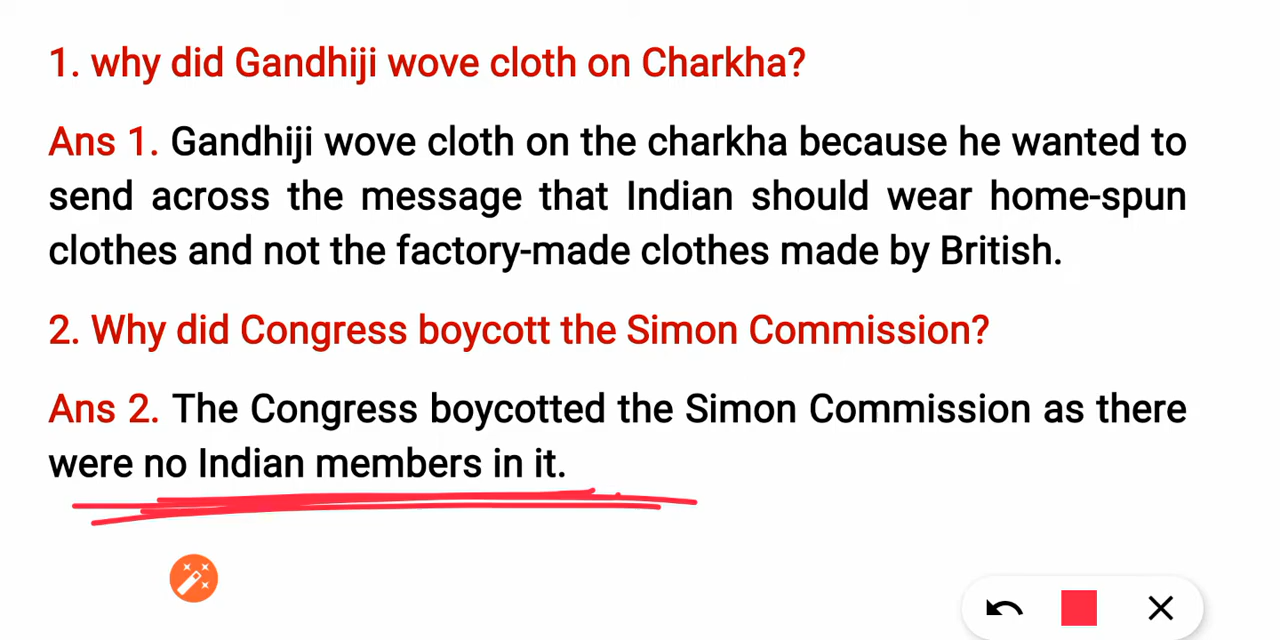 1. why did Gandhiji wove cloth on Charkha?
Ans 1. Gandhiji wove cloth on the charkha because he wanted to
send across the message that Indian should wear home-spun
clothes and not the factory-made clothes made by British.
2. Why did Congress boycott the Simon Commission?
Ans 2. The Congress boycotted the Simon Commission as there
were no Indian members in it.